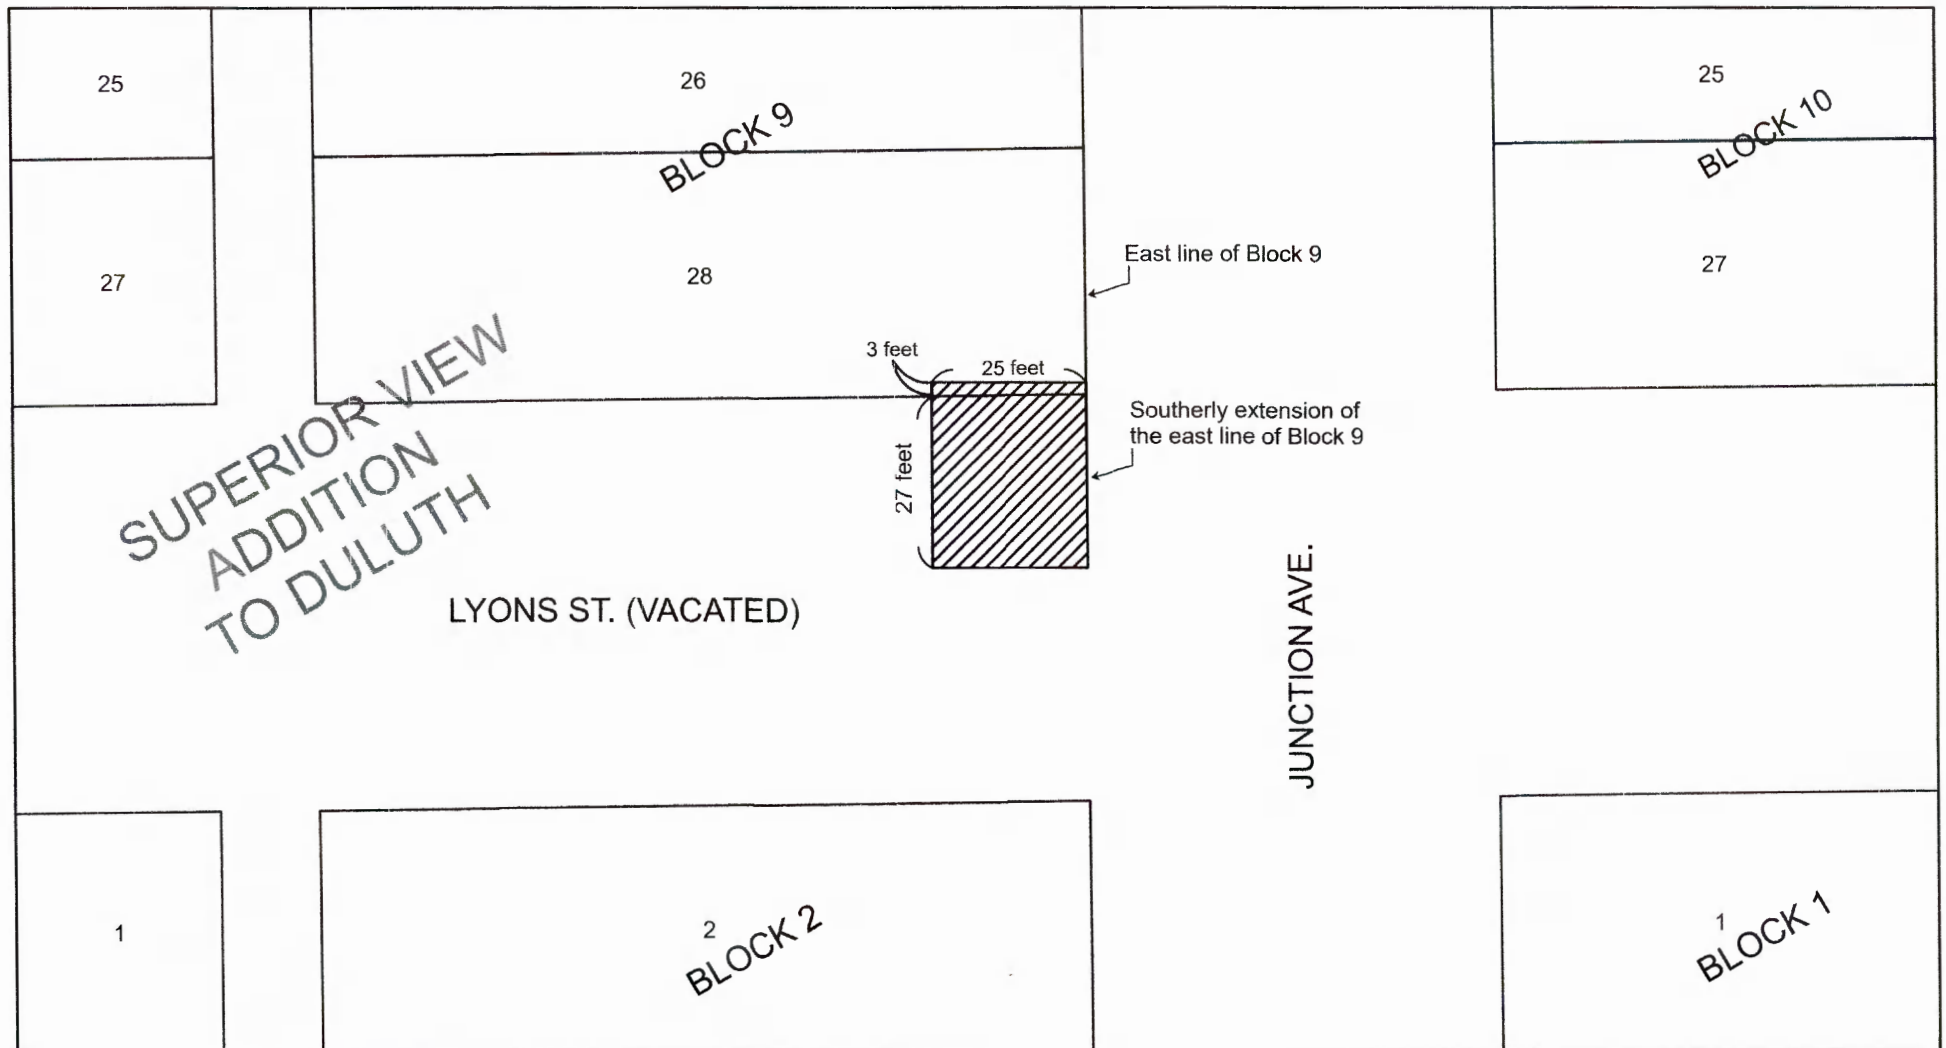 25
26
25
BLOCK 9
BLOCK 10
27
28
27
East line of Block 9
3 feet
25 feet
Southerly extension of
the east line of Block 9
27 feet
SUPERIOR VIEW
ADDITION
TO DULUTH
LYONS ST. (VACATED)
JUNCTION AVE.
1
2
BLOCK 2
1
BLOCK 1